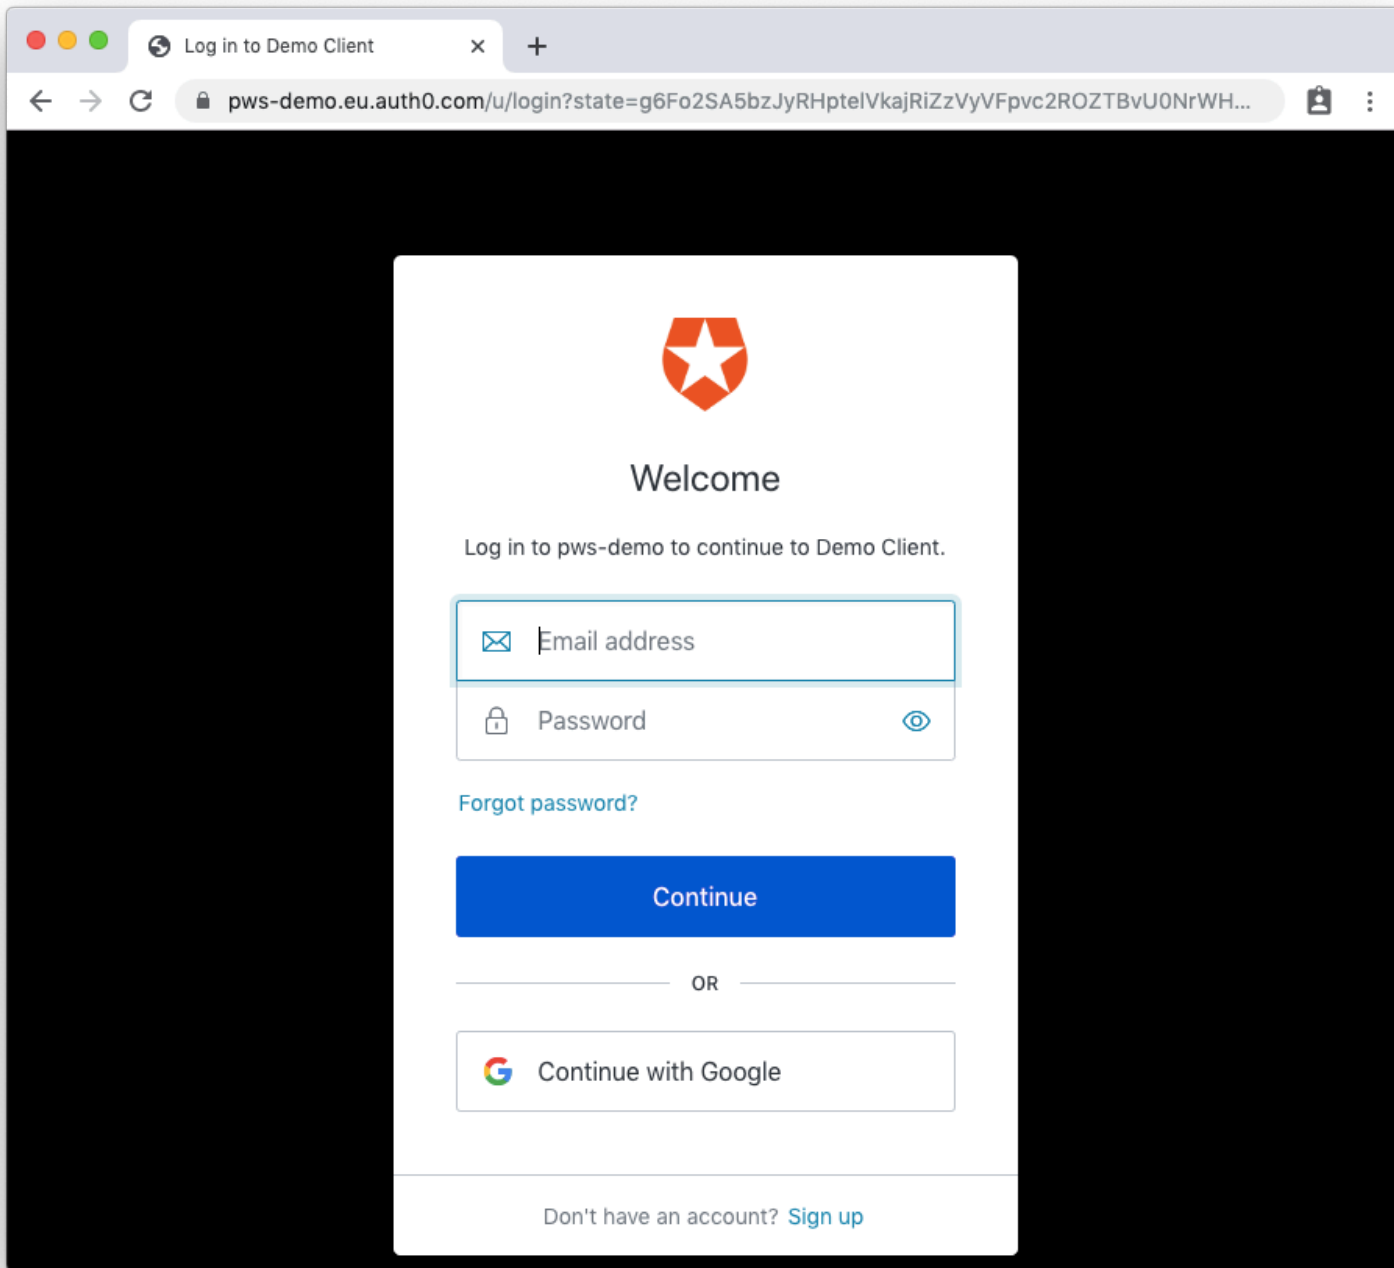 Log in to Demo Client
pws-demo.eu.auth0.com/u/login?state=g6Fo2SA5bzJyRHptelVkajRiZzVyVFpvc2ROZTBvU0NrWH...
Welcome
Log in to pws-demo to continue to Demo Client.
Email address
Password
Forgot password?
Continue
OR
Continue with Google
Don't have an account? Sign up